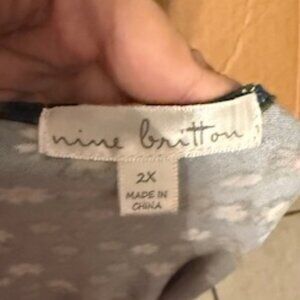 nine britton
2X
MADE IN
CHINA